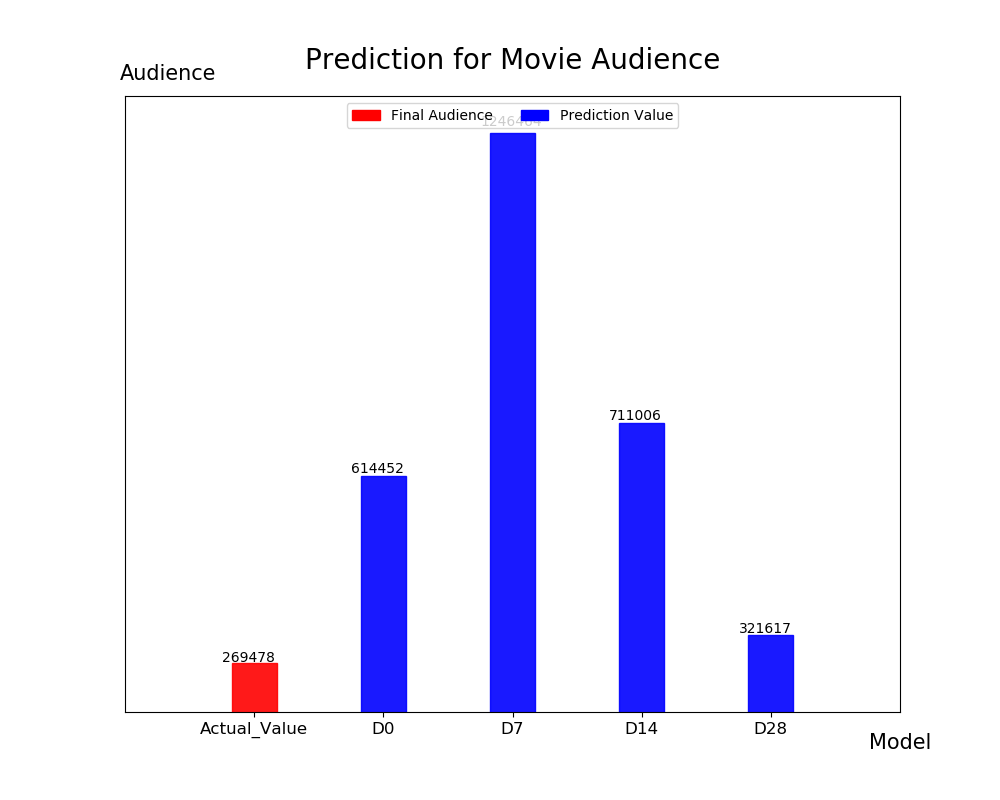 Prediction for Movie Audience
Audience
Final Audience
Prediction Value
711006
614452
321617
269478
Actual_Value
D0
D7
D14
D28
Model